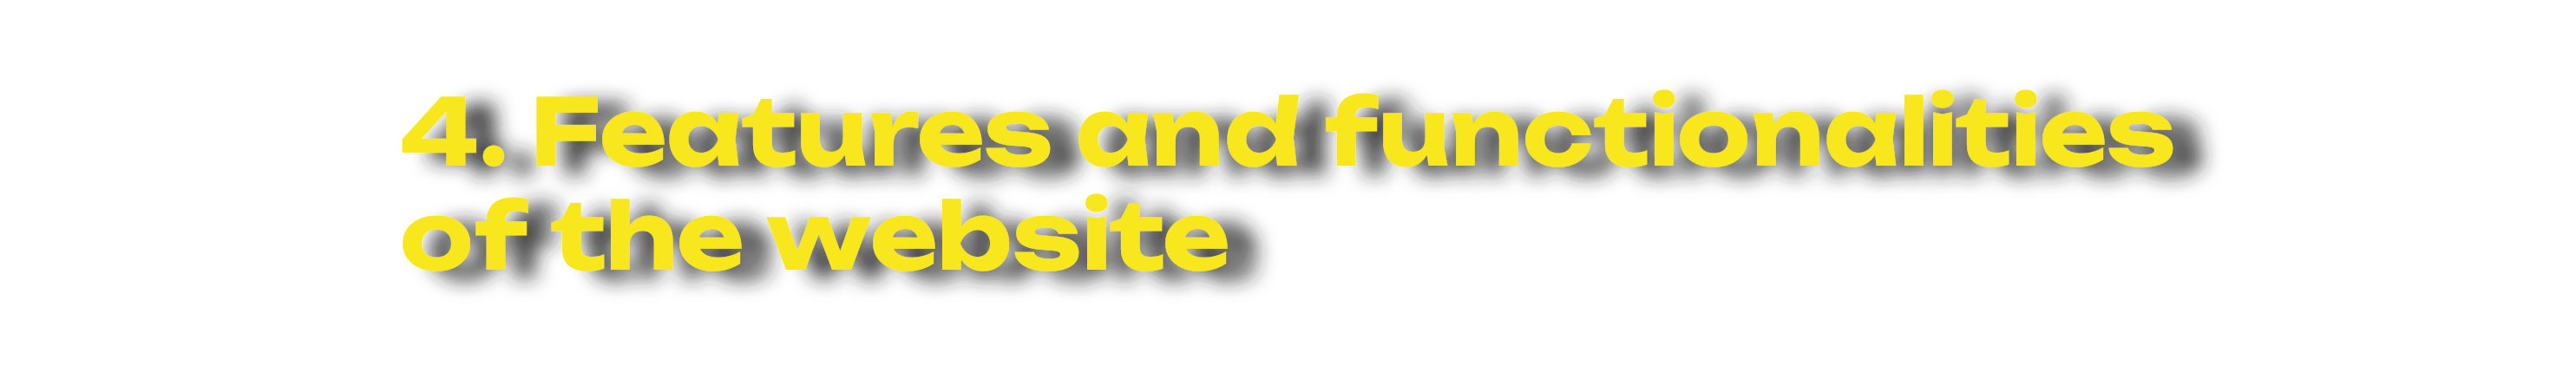 4. Features and functionalities
of the website